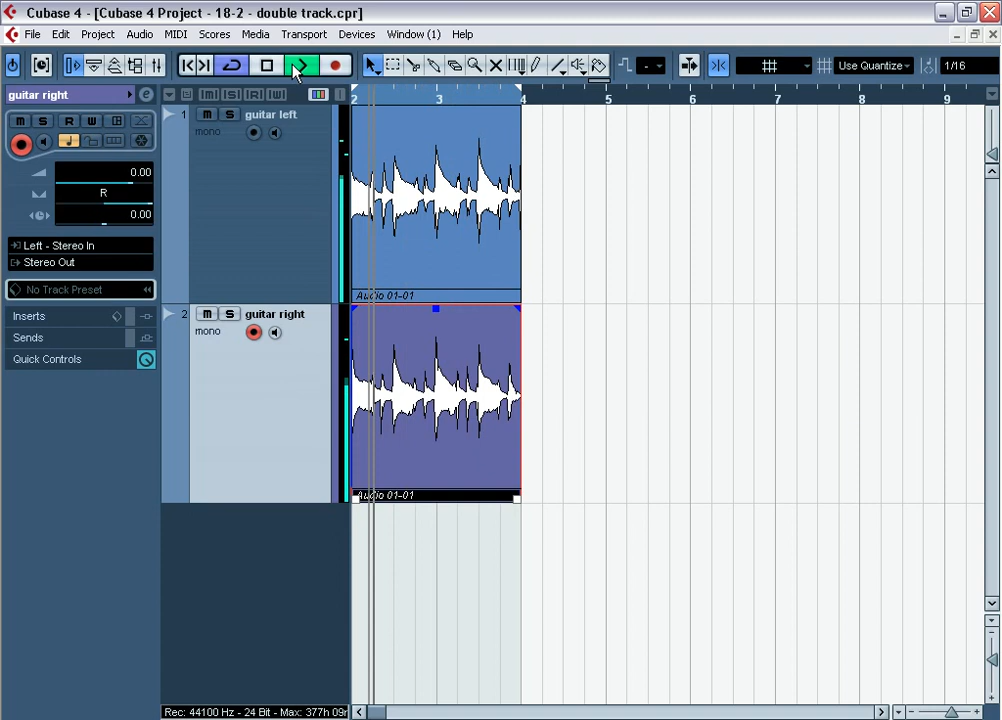 Cubase 4 - [Cubase 4 Project - 18-2 - double track.cpr]
File Edit Project Audio MIDI Scores Media Transport Devices Window (1) Help
Use Quantize 1/16
guitar right
[m] [S] [R] [W]
2 3 4 5 6 7 8 9
1 m S guitar left
mono
m S R W
0.00
R
0.00
Left - Stereo In
Stereo Out
No Track Preset
Audio 01-01
2 m S guitar right
mono
Inserts
Sends
Quick Controls
Audio 01-01
Rec: 44100 Hz - 24 Bit - Max: 377h 09r